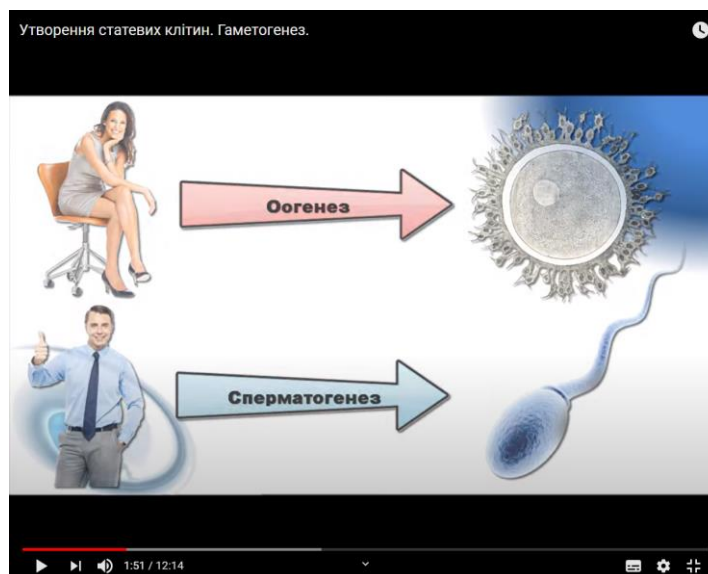 Утворення статевих клітин. Гаметогенез.
Оогенез
Сперматогенез
1:51 / 12:14